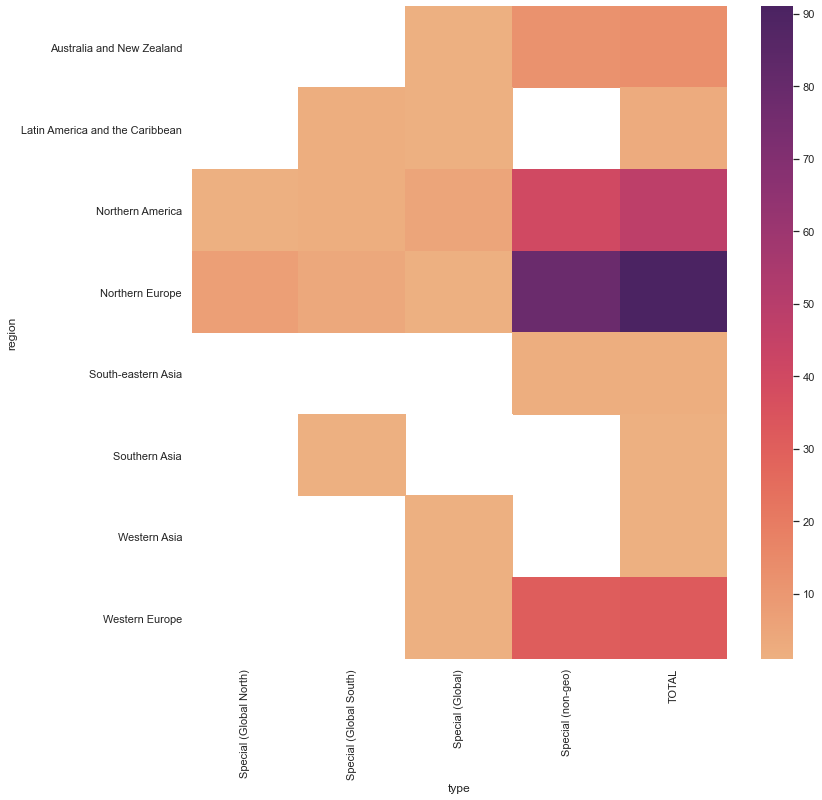 Australia and New Zealand
Latin America and the Caribbean
Northern America
Northern Europe
South-eastern Asia
Southern Asia
Western Asia
Western Europe
region
Special (Global North)
Special (Global South)
Special (Global)
Special (non-geo)
TOTAL
type
90
80
70
60
50
40
30
20
10